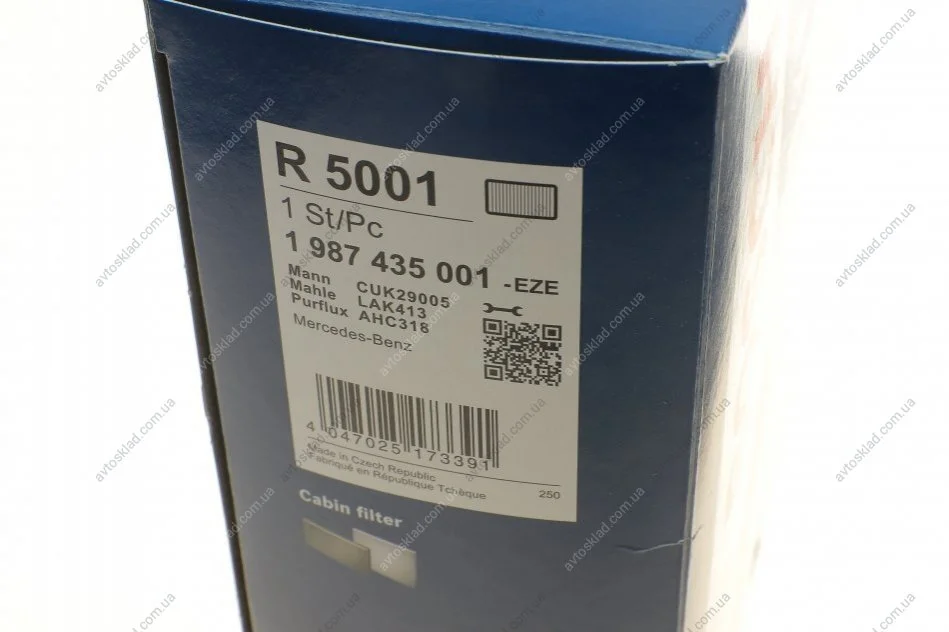 R 5001
1 St/Pc
1 987 435 001 -EZE
Mann CUK29005
Mahle LAK413
Purflux AHC318
Mercedes-Benz
4 047025 173391
Made in Czech Republic
Fabriqué en République Tchèque
250
Cabin filter
avtosklad.com.ua